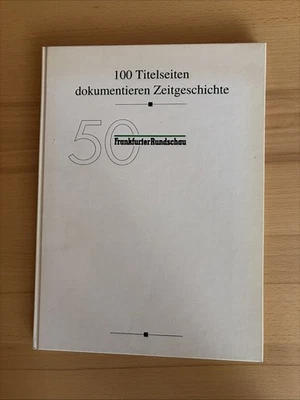 100 Titelseiten
dokumentieren Zeitgeschichte
50
Frankfurter Rundschau